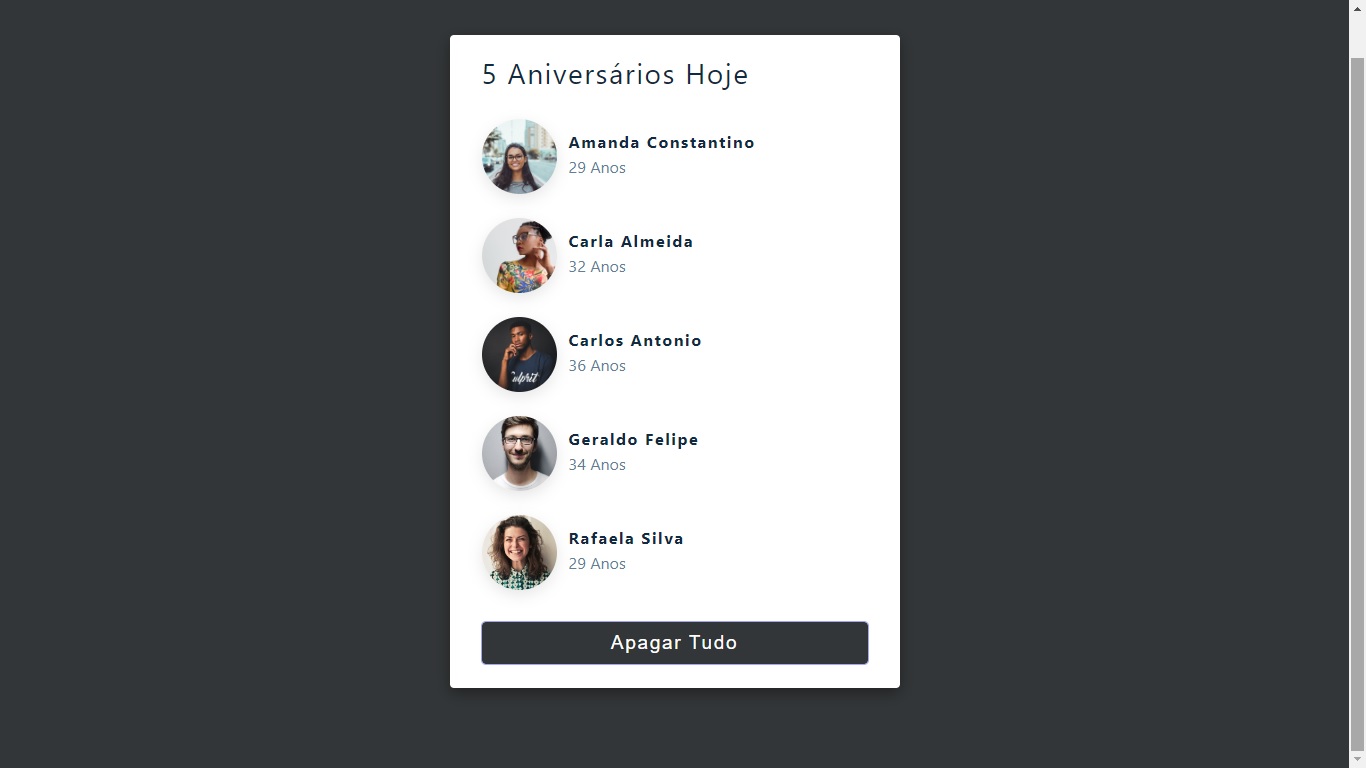 5 Aniversários Hoje
Amanda Constantino
29 Anos
Carla Almeida
32 Anos
Carlos Antonio
36 Anos
Geraldo Felipe
34 Anos
Rafaela Silva
29 Anos
Apagar Tudo